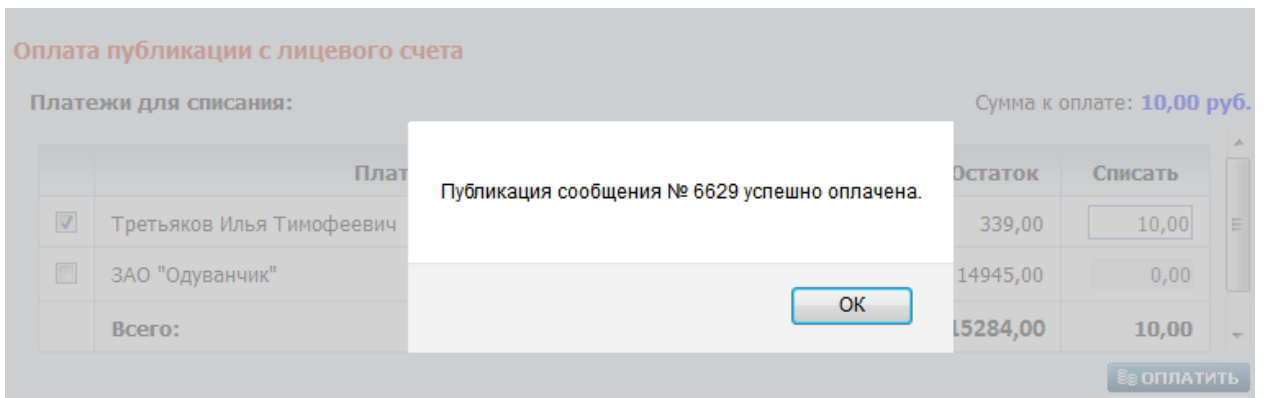 Оплата публикации с лицевого счета
Платежи для списания:
Сумма к оплате: 10,00 руб.
Плат
Остаток
Списать
Третьяков Илья Тимофеевич
339,00
10,00
ЗАО "Одуванчик"
14945,00
0,00
Всего:
15284,00
10,00
Публикация сообщения № 6629 успешно оплачена.
ОК
ОПЛАТИТЬ